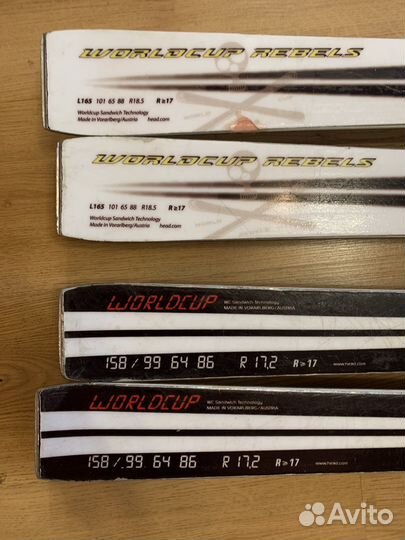 WORLDCUP REBELS
L165 101 65 88 R18.5 R≥17
Worldcup Sandwich Technology
Made in Vorarlberg/Austria head.com
WORLDCUP REBELS
L165 101 65 88 R18.5 R≥17
Worldcup Sandwich Technology
Made in Vorarlberg/Austria head.com
WORLDCUP WC Sandwich Technology
MADE IN VORARLBERG/AUSTRIA
158/99 64 86 R 17,2 R≥17 www.head.com
WORLDCUP WC Sandwich Technology
MADE IN VORARLBERG/AUSTRIA
158/99 64 86 R 17,2 R≥17 www.head.com
Avito